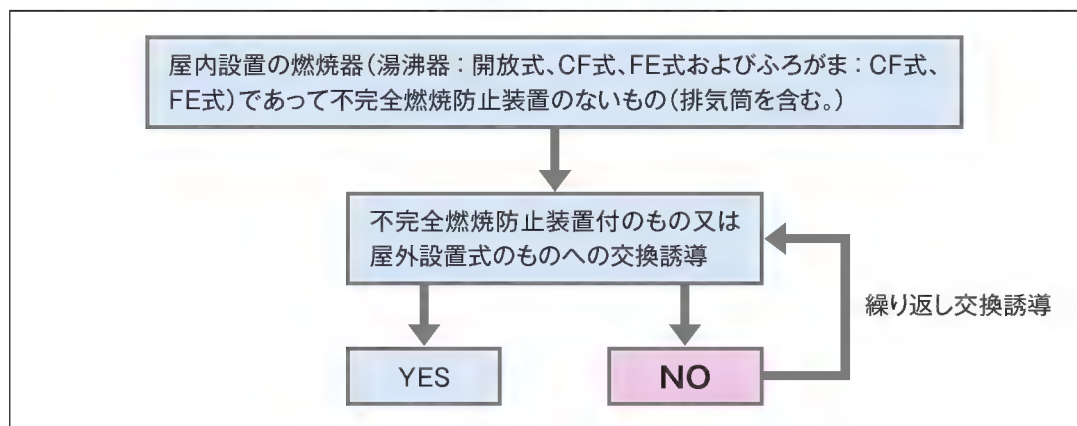 屋内設置の燃焼器（湯沸器：開放式、CF式、FE式およびふろがま：CF式、
FE式）であって不完全燃焼防止装置のないもの（排気筒を含む。）
不完全燃焼防止装置付のもの又は
屋外設置式のものへの交換誘導
繰り返し交換誘導
YES
NO